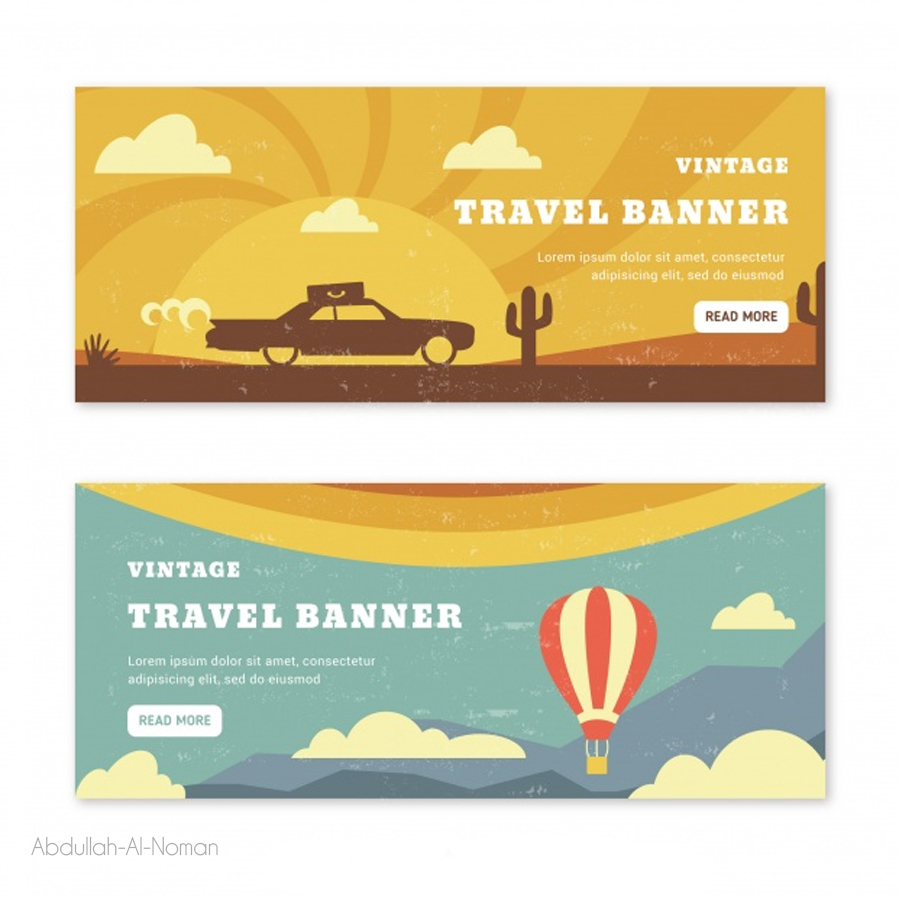 VINTAGE
TRAVEL BANNER
Lorem ipsum dolor sit amet, consectetur
adipisicing elit, sed do eiusmod
READ MORE
VINTAGE
TRAVEL BANNER
Lorem ipsum dolor sit amet, consectetur
adipisicing elit, sed do eiusmod
READ MORE
Abdullah-Al-Noman